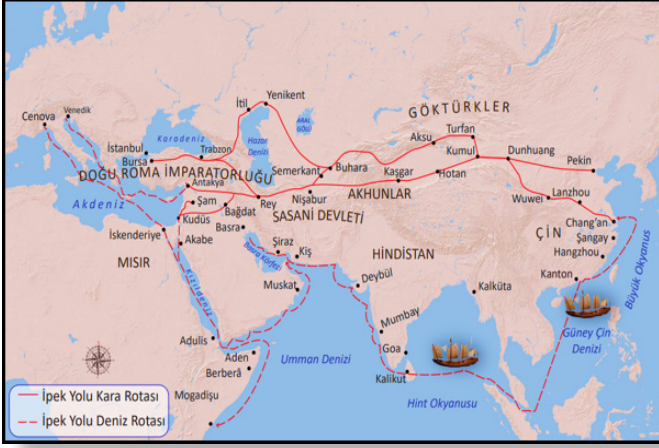 GÖKTÜRKLER
İtil
Yenikent
Cenova
Venedik
ARAL
GÖLÜ
Aksu
Turfan
İstanbul
Karadeniz
Trabzon
Hazar
Denizi
Buhara
Kumul
Dunhuang
Pekin
Bursa
Semerkant
Kaşgar
Hotan
DOĞU ROMA İMPARATORLUĞU
Antakya
Rey
Nişabur
AKHUNLAR
Wuwei
Lanzhou
Akdeniz
Şam
Bağdat
SASANİ DEVLETİ
Kudüs
Basra
Chang'an
İskenderiye
Akabe
Şiraz
Kiş
HİNDİSTAN
ÇİN
Şangay
Hangzhou
MISIR
Basra Körfezi
Muskat
Deybül
Kalküta
Kanton
Büyük Okyanus
Kızıldeniz
Mumbay
Güney Çin
Denizi
Adulis
Aden
Umman Denizi
Goa
Berberâ
Kalikut
Mogadişu
Hint Okyanusu
İpek Yolu Kara Rotası
İpek Yolu Deniz Rotası